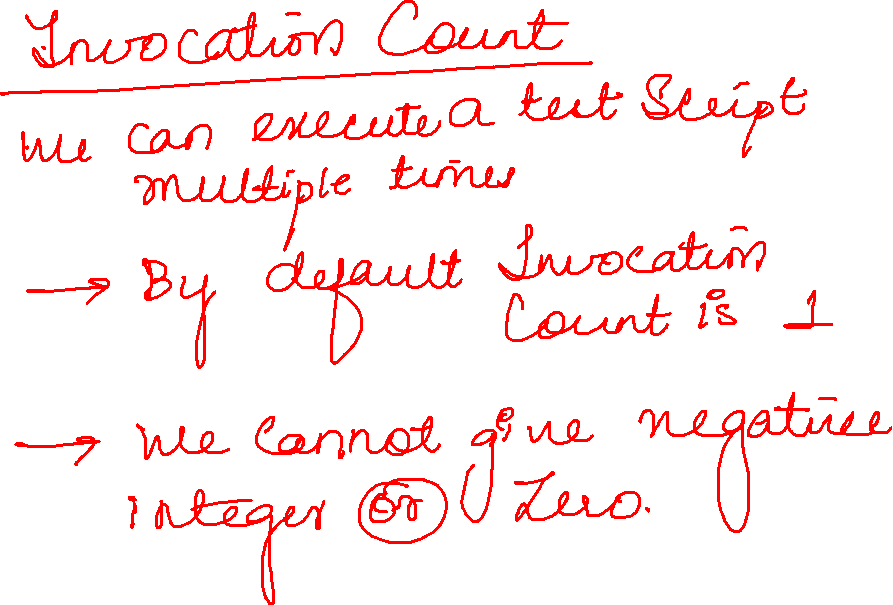 Invocation Count
We can execute a test Script
multiple times
→ By default Invocation
Count is 1
→ We cannot give negative
integer or Zero.